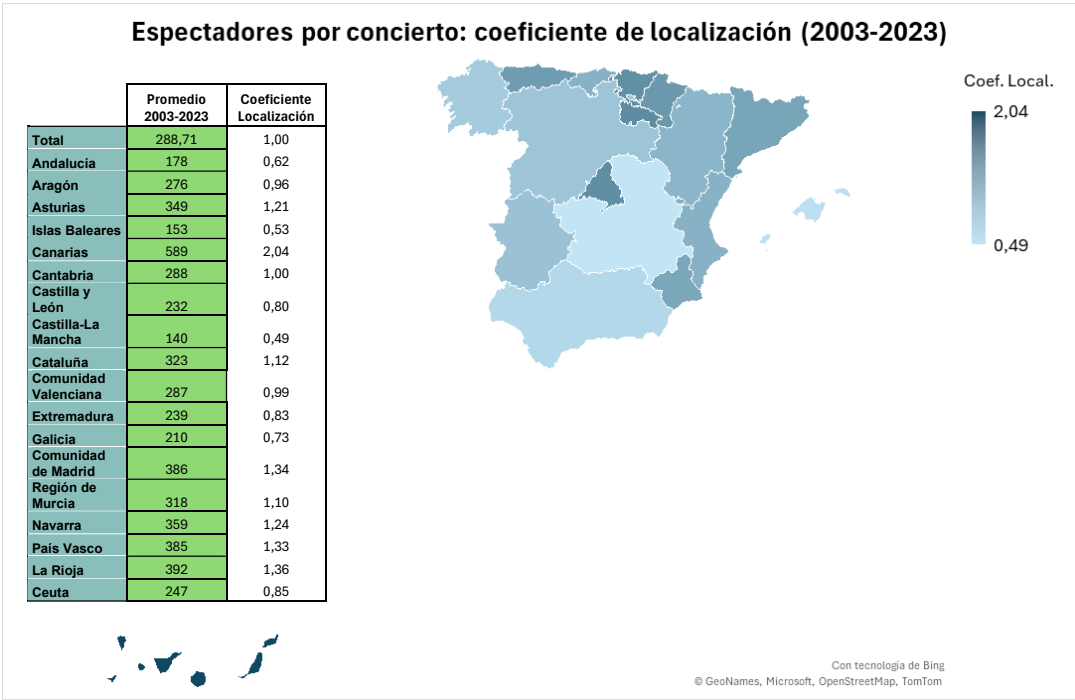 Espectadores por concierto: coeficiente de localización (2003-2023)
Promedio 2003-2023 Coeficiente Localización
Total 288,71 1,00
Andalucía 178 0,62
Aragón 276 0,96
Asturias 349 1,21
Islas Baleares 153 0,53
Canarias 589 2,04
Cantabria 288 1,00
Castilla y
León 232 0,80
Castilla-La
Mancha 140 0,49
Cataluña 323 1,12
Comunidad
Valenciana 287 0,99
Extremadura 239 0,83
Galicia 210 0,73
Comunidad
de Madrid 386 1,34
Región de
Murcia 318 1,10
Navarra 359 1,24
País Vasco 385 1,33
La Rioja 392 1,36
Ceuta 247 0,85
Coef. Local.
2,04
0,49
Con tecnología de Bing
© GeoNames, Microsoft, OpenStreetMap, TomTom